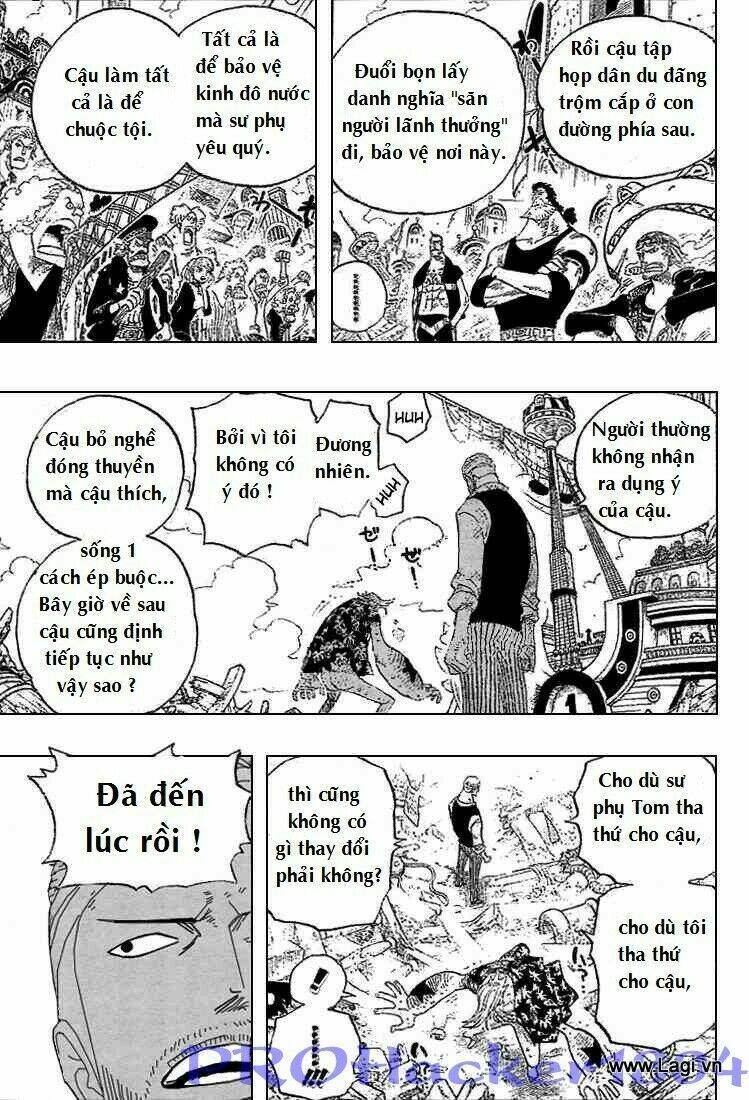 Rồi cậu tập
họp dân du đãng
trộm cắp ở con
đường phía sau.
Đuổi bọn lấy
danh nghĩa "săn
người lãnh thưởng"
đi, bảo vệ nơi này.
Tất cả là
để bảo vệ
kinh đô nước
mà sư phụ
yêu quý.
Cậu làm tất
cả là để
chuộc tội.
Người thường
không nhận
ra dụng ý
của cậu.
HUH
HUH
Đương
nhiên.
Bởi vì tôi
không có
ý đó !
Cậu bỏ nghề
đóng thuyền
mà cậu thích,
sống 1
cách ép buộc...
Bây giờ về sau
cậu cũng định
tiếp tục như
vậy sao ?
ゼー
ゼー
1
Cho dù sư
phụ Tom tha
thứ cho cậu,
cho dù tôi
tha thứ
cho cậu,
thì cũng
không có
gì thay đổi
phải không?
!!
Đã đến
lúc rồi !
PROHacker1804
www.Lagi.vn